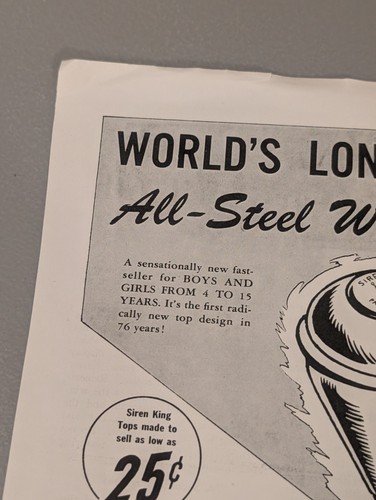 WORLD'S LON
All-Steel W
A sensationally new fast-
seller for BOYS AND
GIRLS FROM 4 TO 15
YEARS. It's the first radi-
cally new top design in
76 years!
SIREN
Siren King
Tops made to
sell as low as
25¢